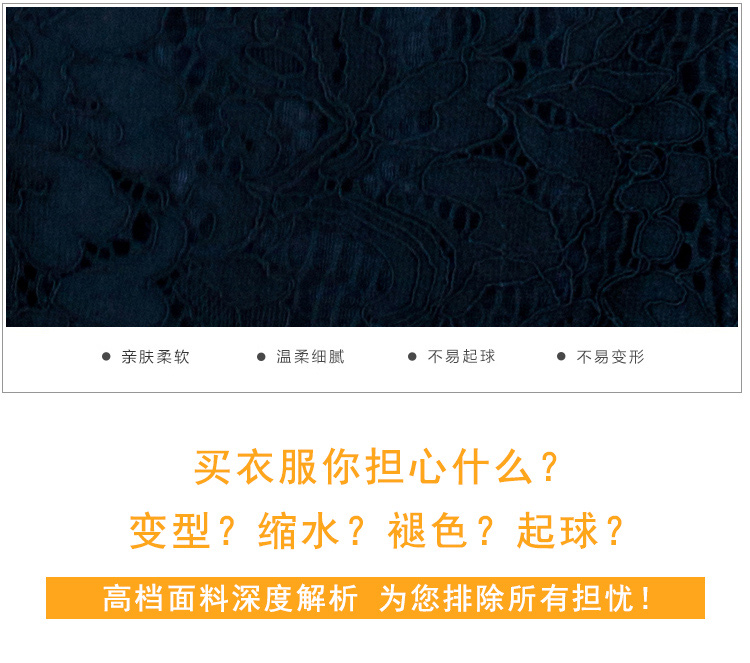 ● 亲肤柔软 ● 温柔细腻 ● 不易起球 ● 不易变形
买衣服你担心什么？
变型？缩水？褪色？起球？
高档面料深度解析 为您排除所有担忧！